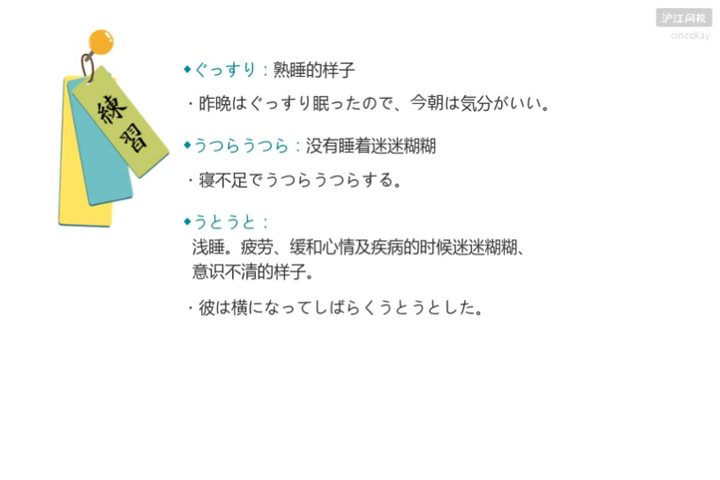 沪江网校
cincokay
練習
◆ぐっすり：熟睡的样子
・昨晩はぐっすり眠ったので、今朝は気分がいい。
◆うつらうつら：没有睡着迷迷糊糊
・寝不足でうつらうつらする。
◆うとうと：
浅睡。疲劳、缓和心情及疾病的时候迷迷糊糊、
意识不清的样子。
・彼は横になってしばらくうとうとした。